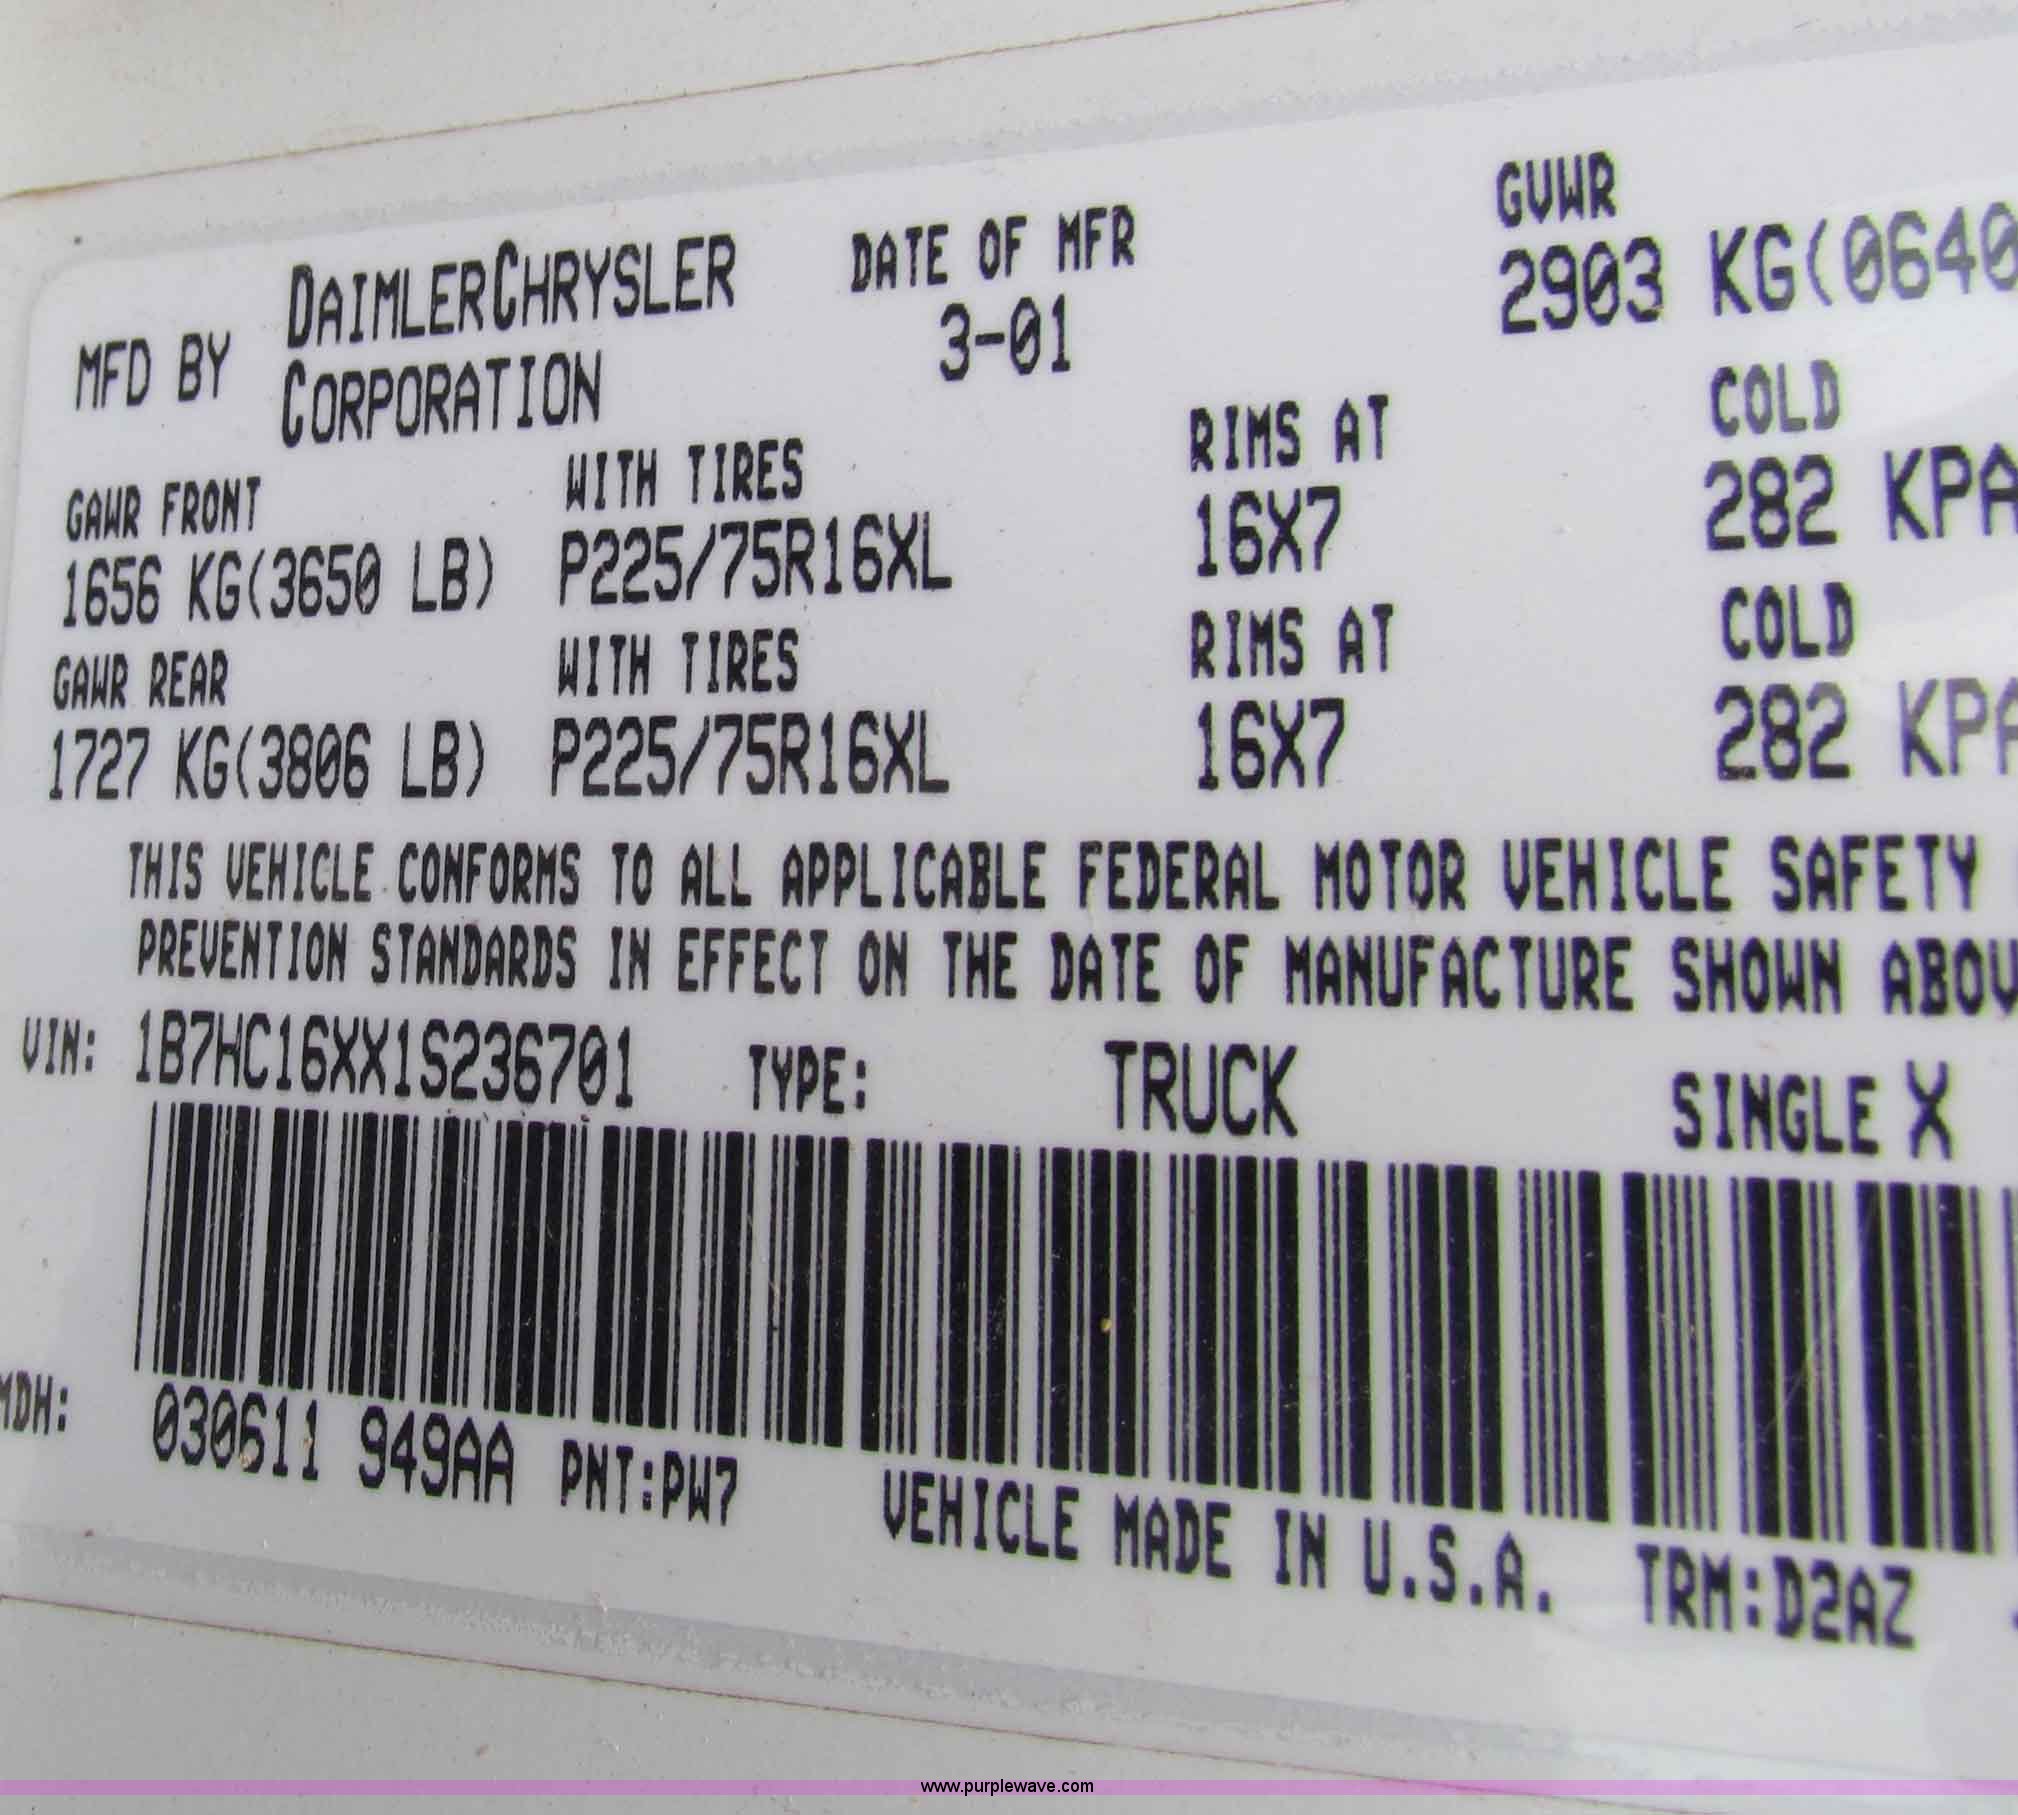 MFD BY DAIMLERCHRYSLER CORPORATION
DATE OF MFR
3-01
GVWR
2903 KG(0640
GAWR FRONT WITH TIRES RIMS AT COLD
1656 KG(3650 LB) P225/75R16XL 16X7 282 KPA
GAWR REAR WITH TIRES RIMS AT COLD
1727 KG(3806 LB) P225/75R16XL 16X7 282 KPA
THIS VEHICLE CONFORMS TO ALL APPLICABLE FEDERAL MOTOR VEHICLE SAFETY
PREVENTION STANDARDS IN EFFECT ON THE DATE OF MANUFACTURE SHOWN ABOV
VIN: 1B7HC16XX1S236701 TYPE: TRUCK SINGLE X
MDH: 030611 949AA PNT:PW7 VEHICLE MADE IN U.S.A. TRM:D2AZ
www.purplewave.com